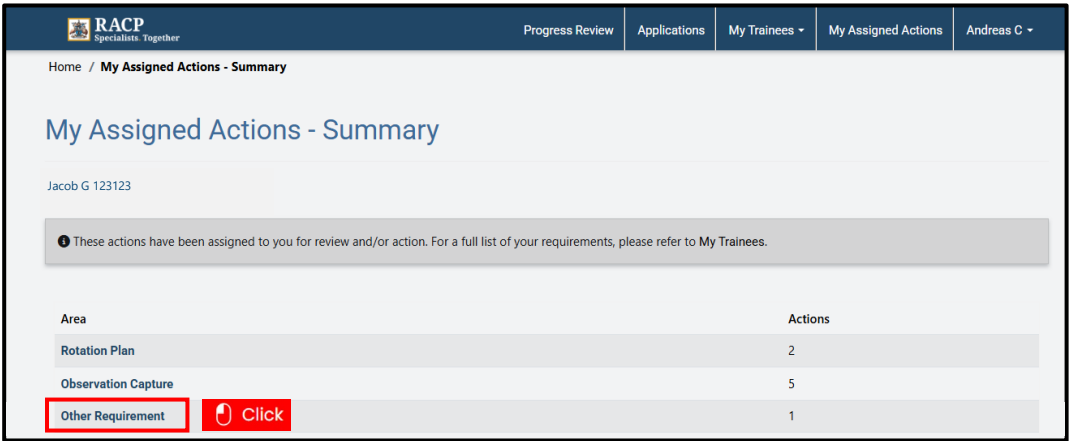 RACP
Specialists. Together
Progress Review
Applications
My Trainees
My Assigned Actions
Andreas C
Home / My Assigned Actions - Summary
My Assigned Actions - Summary
Jacob G 123123
These actions have been assigned to you for review and/or action. For a full list of your requirements, please refer to My Trainees.
Area Actions
Rotation Plan 2
Observation Capture 5
Other Requirement Click 1